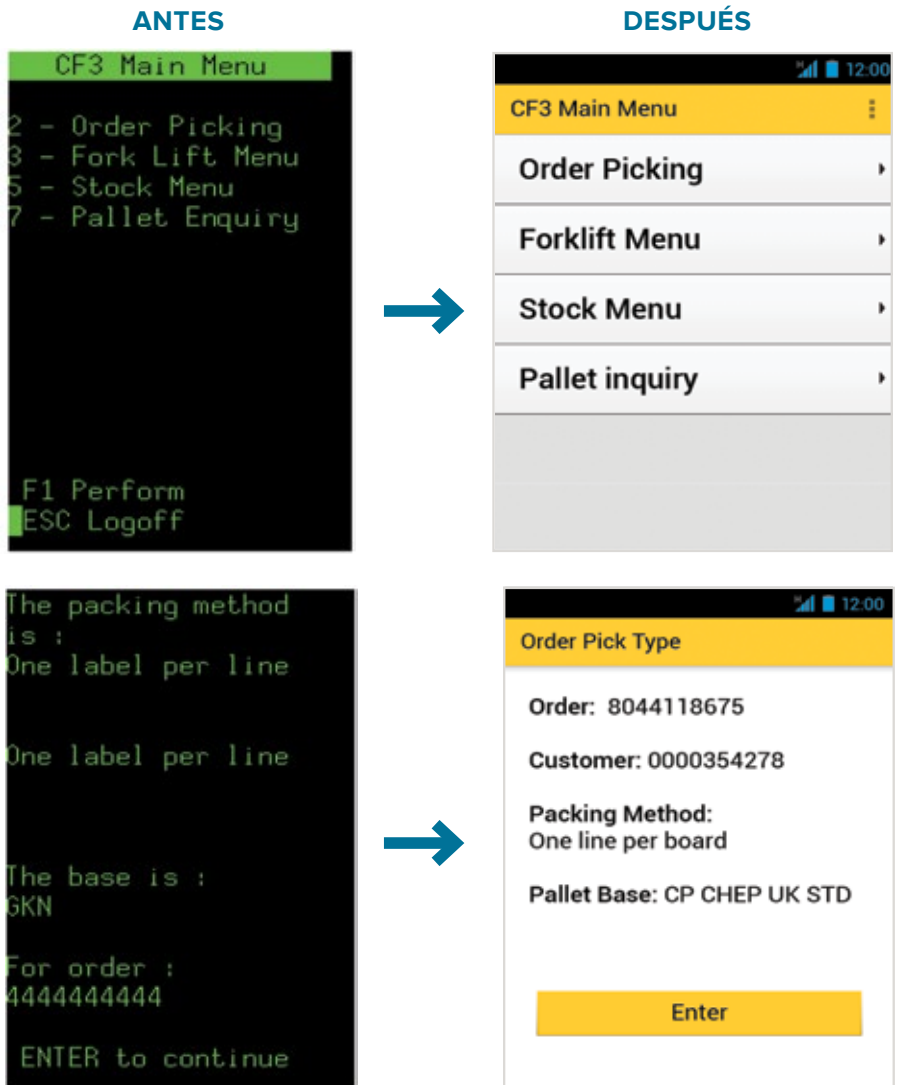 ANTES
CF3 Main Menu
2 - Order Picking
3 - Fork Lift Menu
5 - Stock Menu
7 - Pallet Enquiry
F1 Perform
ESC Logoff
DESPUÉS
12:00
CF3 Main Menu
Order Picking
Forklift Menu
Stock Menu
Pallet inquiry
The packing method
is :
One label per line
One label per line
The base is :
GKN
For order :
4444444444
ENTER to continue
H
12:00
Order Pick Type
Order: 8044118675
Customer: 0000354278
Packing Method:
One line per board
Pallet Base: CP CHEP UK STD
Enter